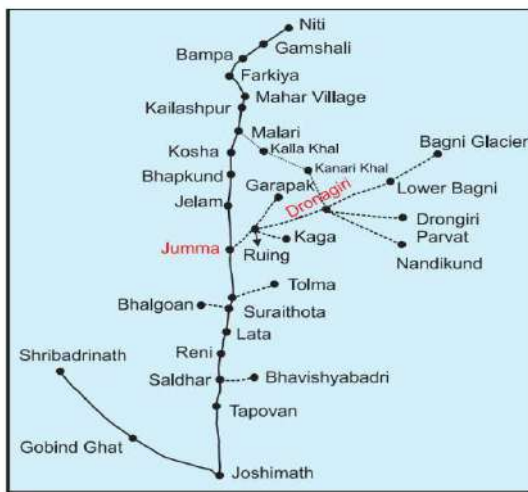 Niti
Gamshali
Bampa
Farkiya
Mahar Village
Kailashpur
Malari
Bagni Glacier
Kosha
Kalla Khal
Kanari Khal
Bhapkund
Garapak
Dronagiri
Lower Bagni
Jelam
Drongiri
Parvat
Kaga
Jumma
Ruing
Nandikund
Tolma
Bhalgoan
Suraithota
Lata
Shribadrinath
Reni
Saldhar
Bhavishyabadri
Tapovan
Gobind Ghat
Joshimath